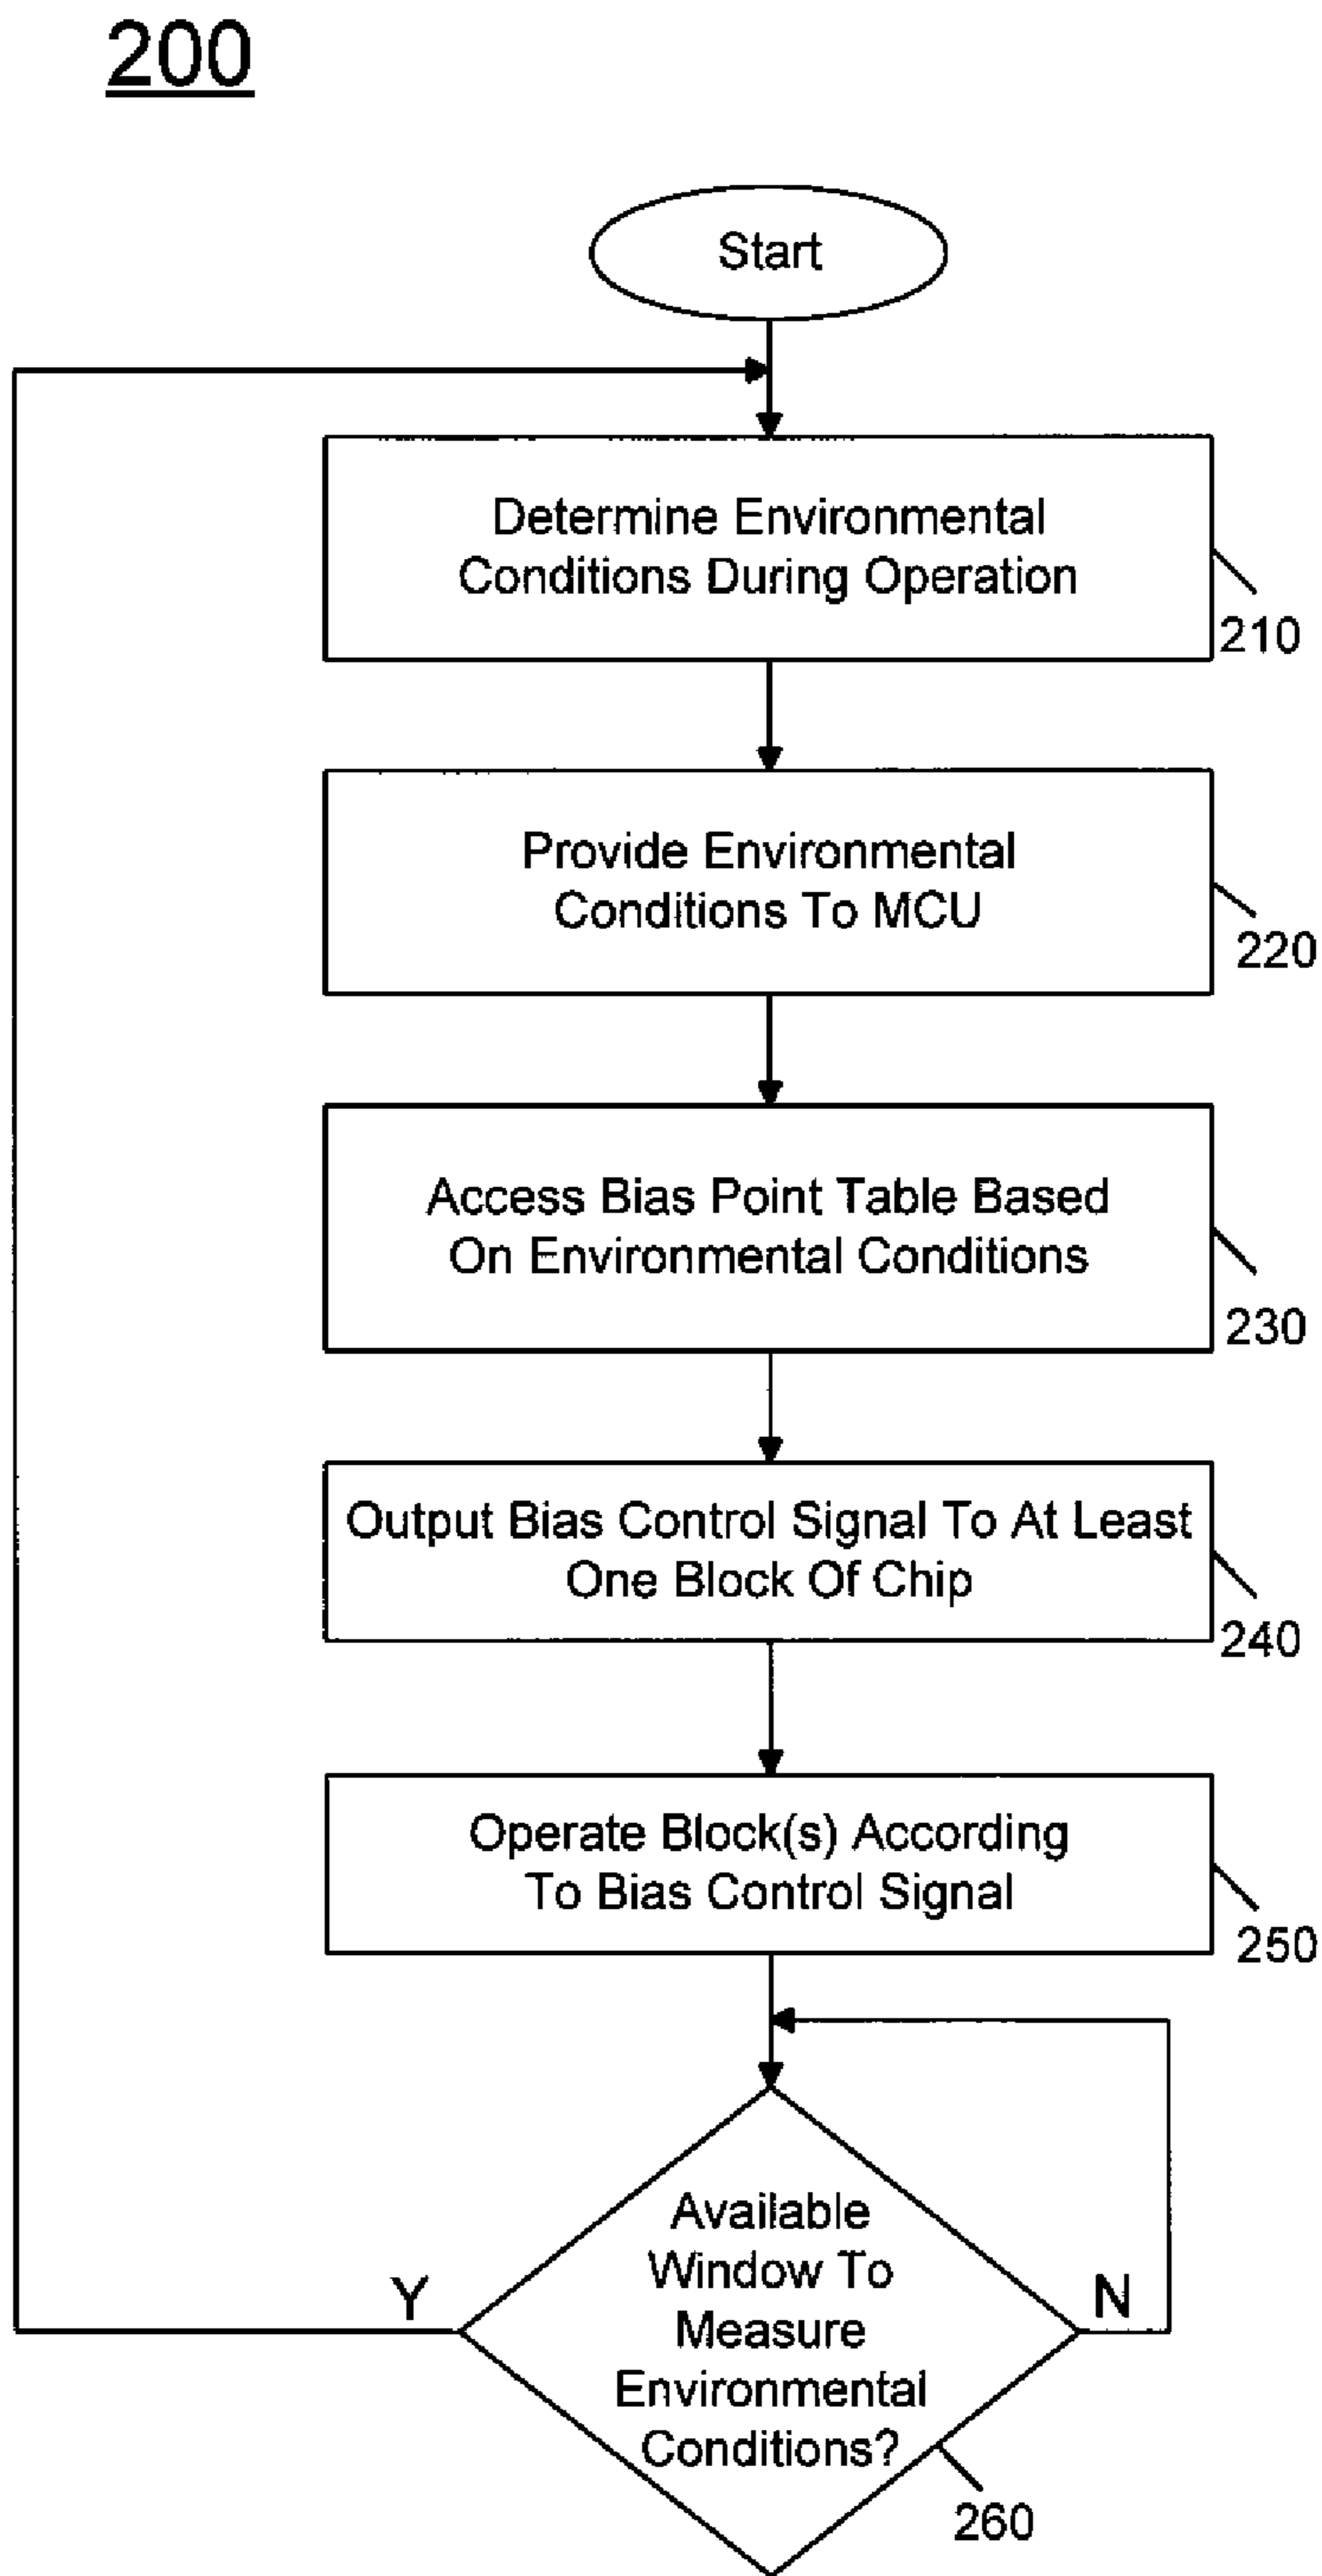 200
Start
Determine Environmental
Conditions During Operation
210
Provide Environmental
Conditions To MCU
220
Access Bias Point Table Based
On Environmental Conditions
230
Output Bias Control Signal To At Least
One Block Of Chip
240
Operate Block(s) According
To Bias Control Signal
250
Available
Window To
Measure
Environmental
Conditions?
Y
N
260